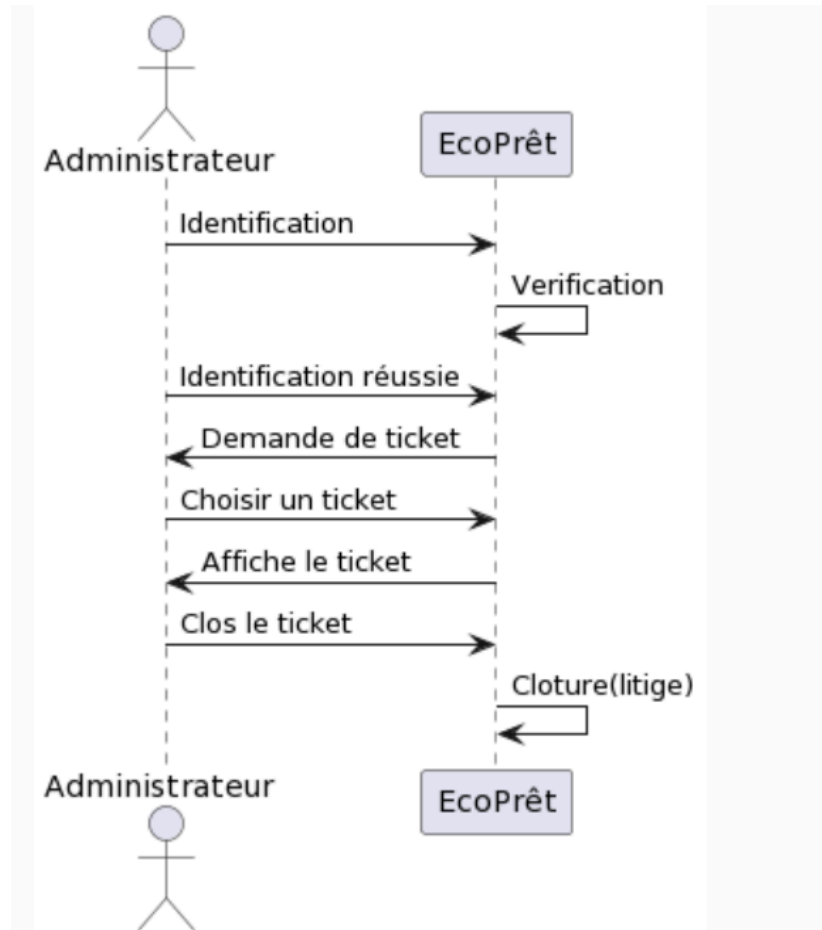 Administrateur
EcoPrêt
Identification
Verification
Identification réussie
Demande de ticket
Choisir un ticket
Affiche le ticket
Clos le ticket
Cloture(litige)
Administrateur
EcoPrêt